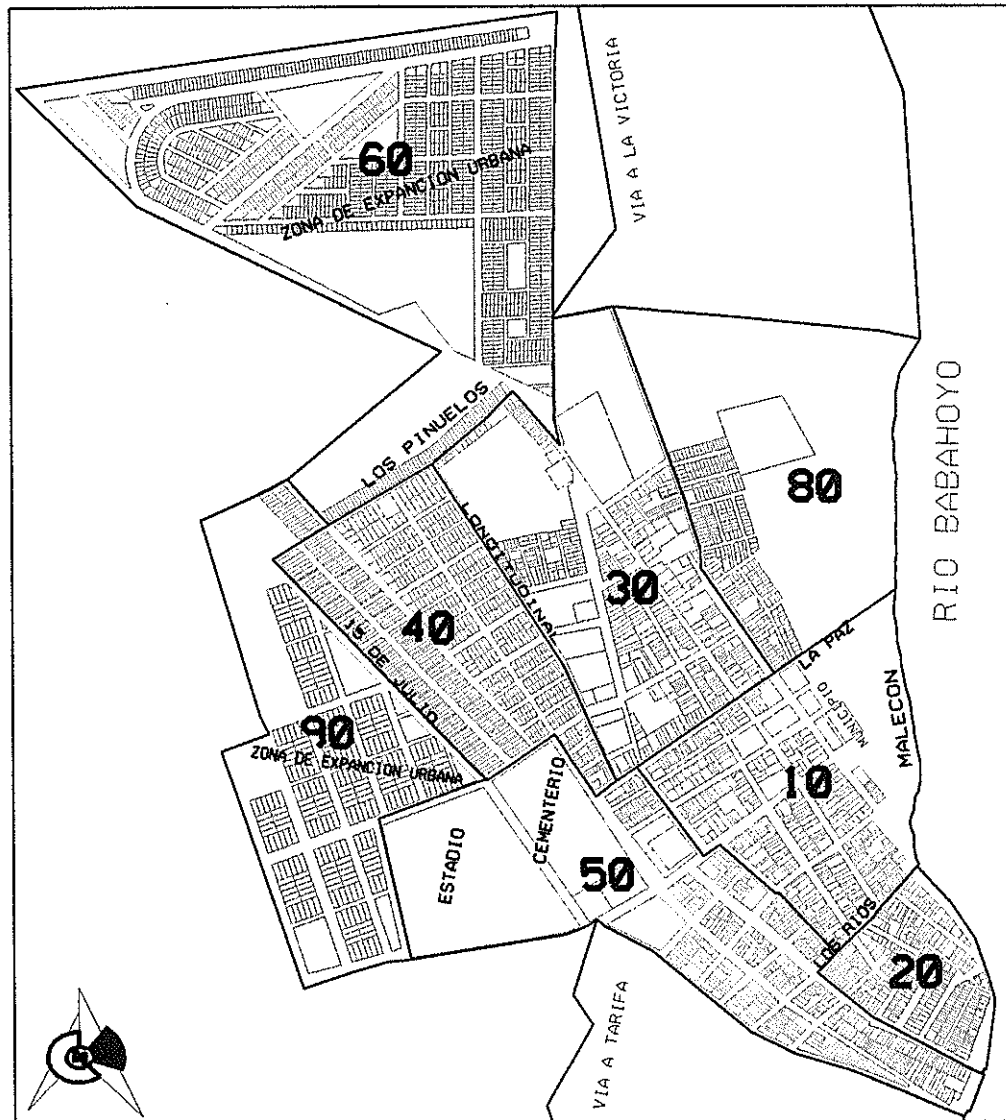 VIA A LA VICTORIA
60
ZONA DE EXPANCION URBANA
LOS PINUELOS
RIO BABAHOYO
80
LONGITUDINAL
30
40
15 DE JULIO
LA PAZ
MUNICIPIO
MALECON
90
ZONA DE EXPANCION URBANA
10
CEMENTERIO
ESTADIO
50
LOS RIOS
20
VIA A TARIFA